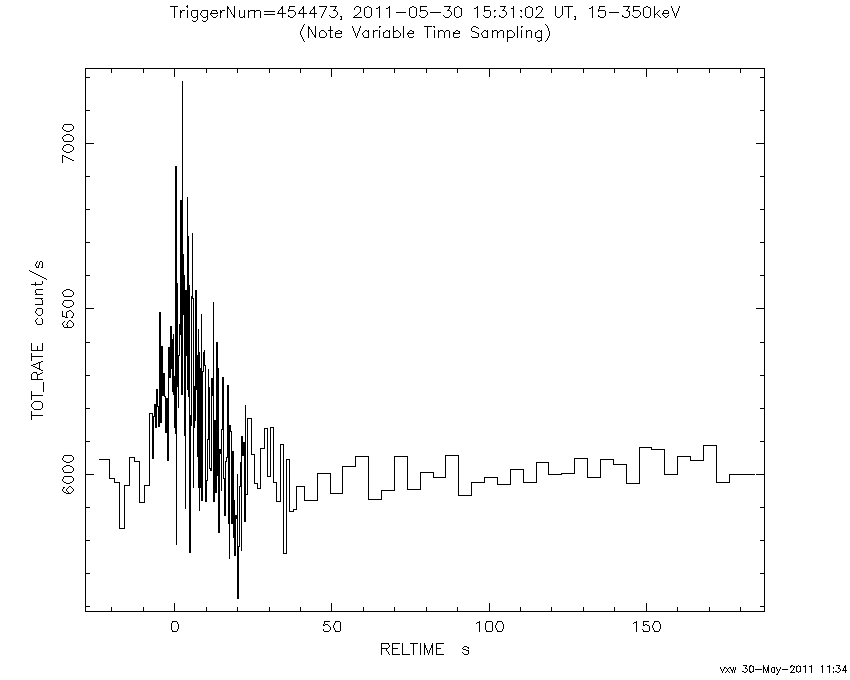 TriggerNum=454473, 2011-05-30 15:31:02 UT, 15-350keV
(Note Variable Time Sampling)
TOT_RATE count/s
7000
6500
6000
0 50 100 150
RELTIME s
vxw 30-May-2011 11:34